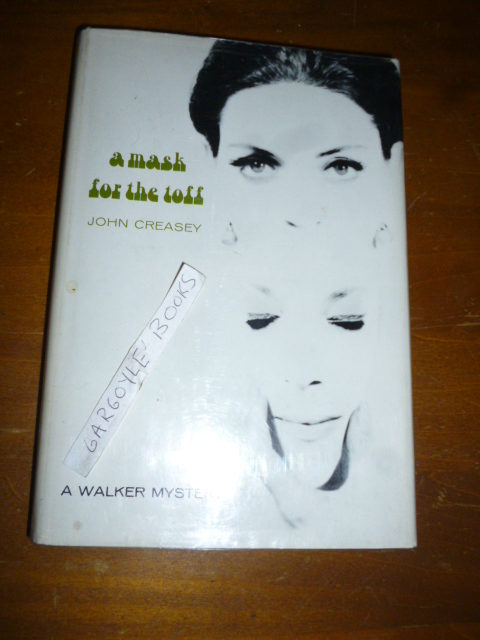 a mask
for the toff
JOHN CREASEY
GARGOYLE BOOKS
A WALKER MYSTE